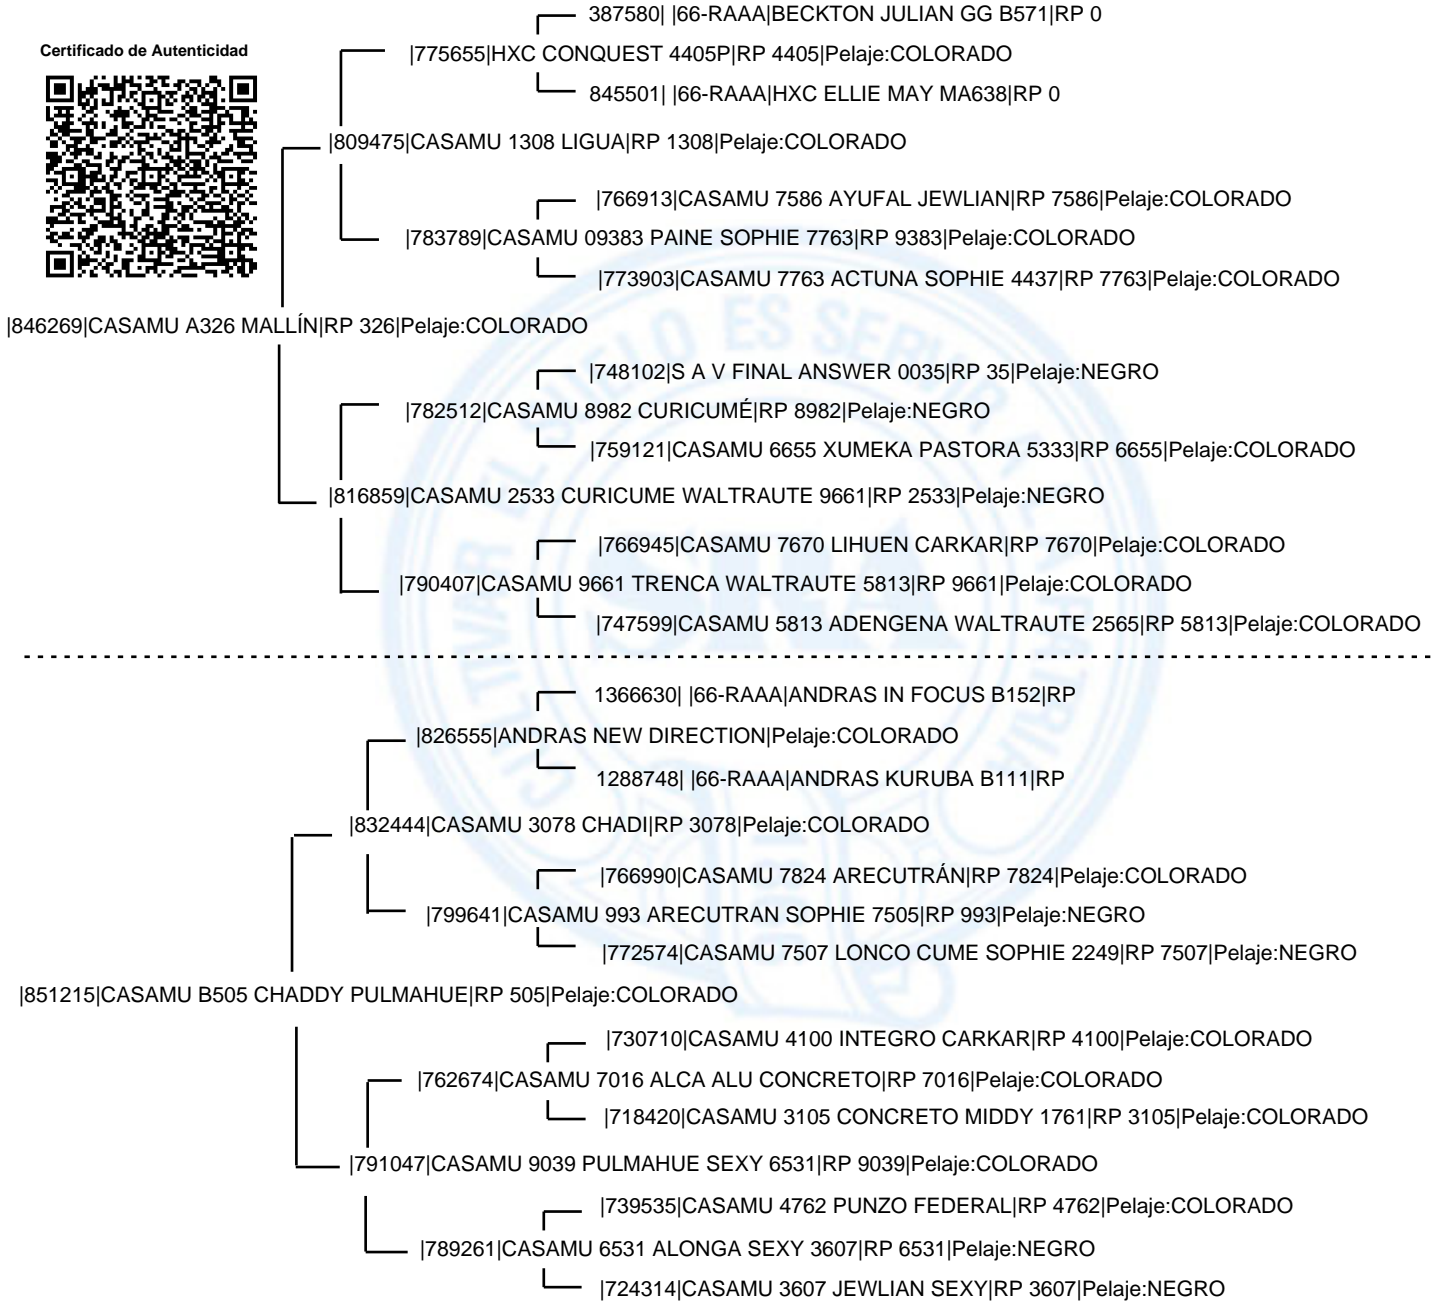 387580| |66-RAAA|BECKTON JULIAN GG B571|RP 0
Certificado de Autenticidad
|775655|HXC CONQUEST 4405P|RP 4405|Pelaje:COLORADO
845501| |66-RAAA|HXC ELLIE MAY MA638|RP 0
|809475|CASAMU 1308 LIGUA|RP 1308|Pelaje:COLORADO
|766913|CASAMU 7586 AYUFAL JEWLIAN|RP 7586|Pelaje:COLORADO
|783789|CASAMU 09383 PAINE SOPHIE 7763|RP 9383|Pelaje:COLORADO
|773903|CASAMU 7763 ACTUNA SOPHIE 4437|RP 7763|Pelaje:COLORADO
|846269|CASAMU A326 MALLÍN|RP 326|Pelaje:COLORADO
|748102|S A V FINAL ANSWER 0035|RP 35|Pelaje:NEGRO
|782512|CASAMU 8982 CURICUMÉ|RP 8982|Pelaje:NEGRO
|759121|CASAMU 6655 XUMEKA PASTORA 5333|RP 6655|Pelaje:COLORADO
|816859|CASAMU 2533 CURICUME WALTRAUTE 9661|RP 2533|Pelaje:NEGRO
|766945|CASAMU 7670 LIHUEN CARKAR|RP 7670|Pelaje:COLORADO
|790407|CASAMU 9661 TRENCA WALTRAUTE 5813|RP 9661|Pelaje:COLORADO
|747599|CASAMU 5813 ADENGENA WALTRAUTE 2565|RP 5813|Pelaje:COLORADO
CULTIVAR EL SUELO ES SERVIR A LA PATRIA
SRA
1866
1366630| |66-RAAA|ANDRAS IN FOCUS B152|RP
|826555|ANDRAS NEW DIRECTION|Pelaje:COLORADO
1288748| |66-RAAA|ANDRAS KURUBA B111|RP
|832444|CASAMU 3078 CHADI|RP 3078|Pelaje:COLORADO
|766990|CASAMU 7824 ARECUTRÁN|RP 7824|Pelaje:COLORADO
|799641|CASAMU 993 ARECUTRAN SOPHIE 7505|RP 993|Pelaje:NEGRO
|772574|CASAMU 7507 LONCO CUME SOPHIE 2249|RP 7507|Pelaje:NEGRO
|851215|CASAMU B505 CHADDY PULMAHUE|RP 505|Pelaje:COLORADO
|730710|CASAMU 4100 INTEGRO CARKAR|RP 4100|Pelaje:COLORADO
|762674|CASAMU 7016 ALCA ALU CONCRETO|RP 7016|Pelaje:COLORADO
|718420|CASAMU 3105 CONCRETO MIDDY 1761|RP 3105|Pelaje:COLORADO
|791047|CASAMU 9039 PULMAHUE SEXY 6531|RP 9039|Pelaje:COLORADO
|739535|CASAMU 4762 PUNZO FEDERAL|RP 4762|Pelaje:COLORADO
|789261|CASAMU 6531 ALONGA SEXY 3607|RP 6531|Pelaje:NEGRO
|724314|CASAMU 3607 JEWLIAN SEXY|RP 3607|Pelaje:NEGRO